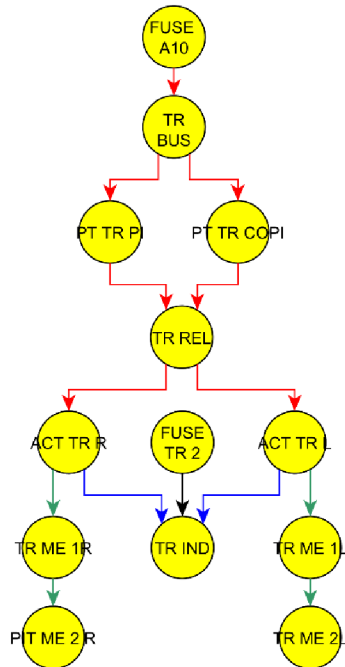 FUSE
A10
TR
BUS
PT TR PI
PT TR COPI
TR REL
ACT TR R
FUSE
TR 2
ACT TR L
TR ME 1R
TR IND
TR ME 1L
PIT ME 2 R
TR ME 2L